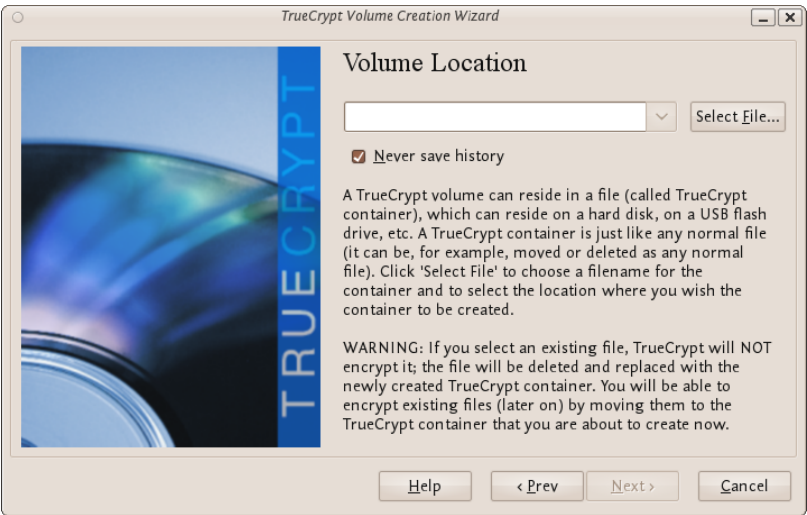 TrueCrypt Volume Creation Wizard
TRUECRYPT
Volume Location
Select File...
Never save history
A TrueCrypt volume can reside in a file (called TrueCrypt
container), which can reside on a hard disk, on a USB flash
drive, etc. A TrueCrypt container is just like any normal file
(it can be, for example, moved or deleted as any normal
file). Click 'Select File' to choose a filename for the
container and to select the location where you wish the
container to be created.
WARNING: If you select an existing file, TrueCrypt will NOT
encrypt it; the file will be deleted and replaced with the
newly created TrueCrypt container. You will be able to
encrypt existing files (later on) by moving them to the
TrueCrypt container that you are about to create now.
Help < Prev Next > Cancel